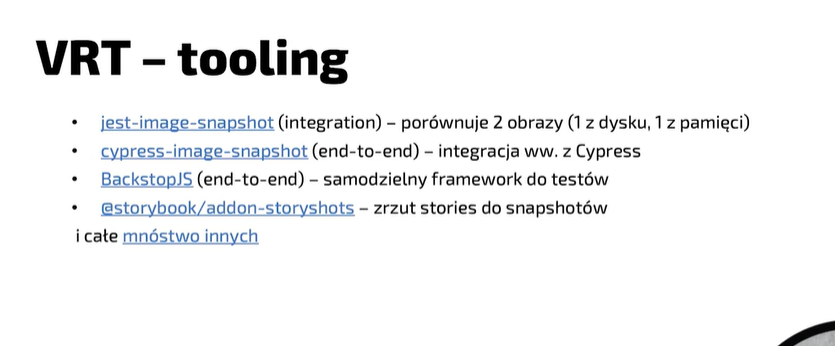 VRT – tooling
• jest-image-snapshot (integration) – porównuje 2 obrazy (1 z dysku, 1 z pamięci)
• cypress-image-snapshot (end-to-end) – integracja ww. z Cypress
• BackstopJS (end-to-end) – samodzielny framework do testów
• @storybook/addon-storyshots – zrzut stories do snapshotów
i całe mnóstwo innych